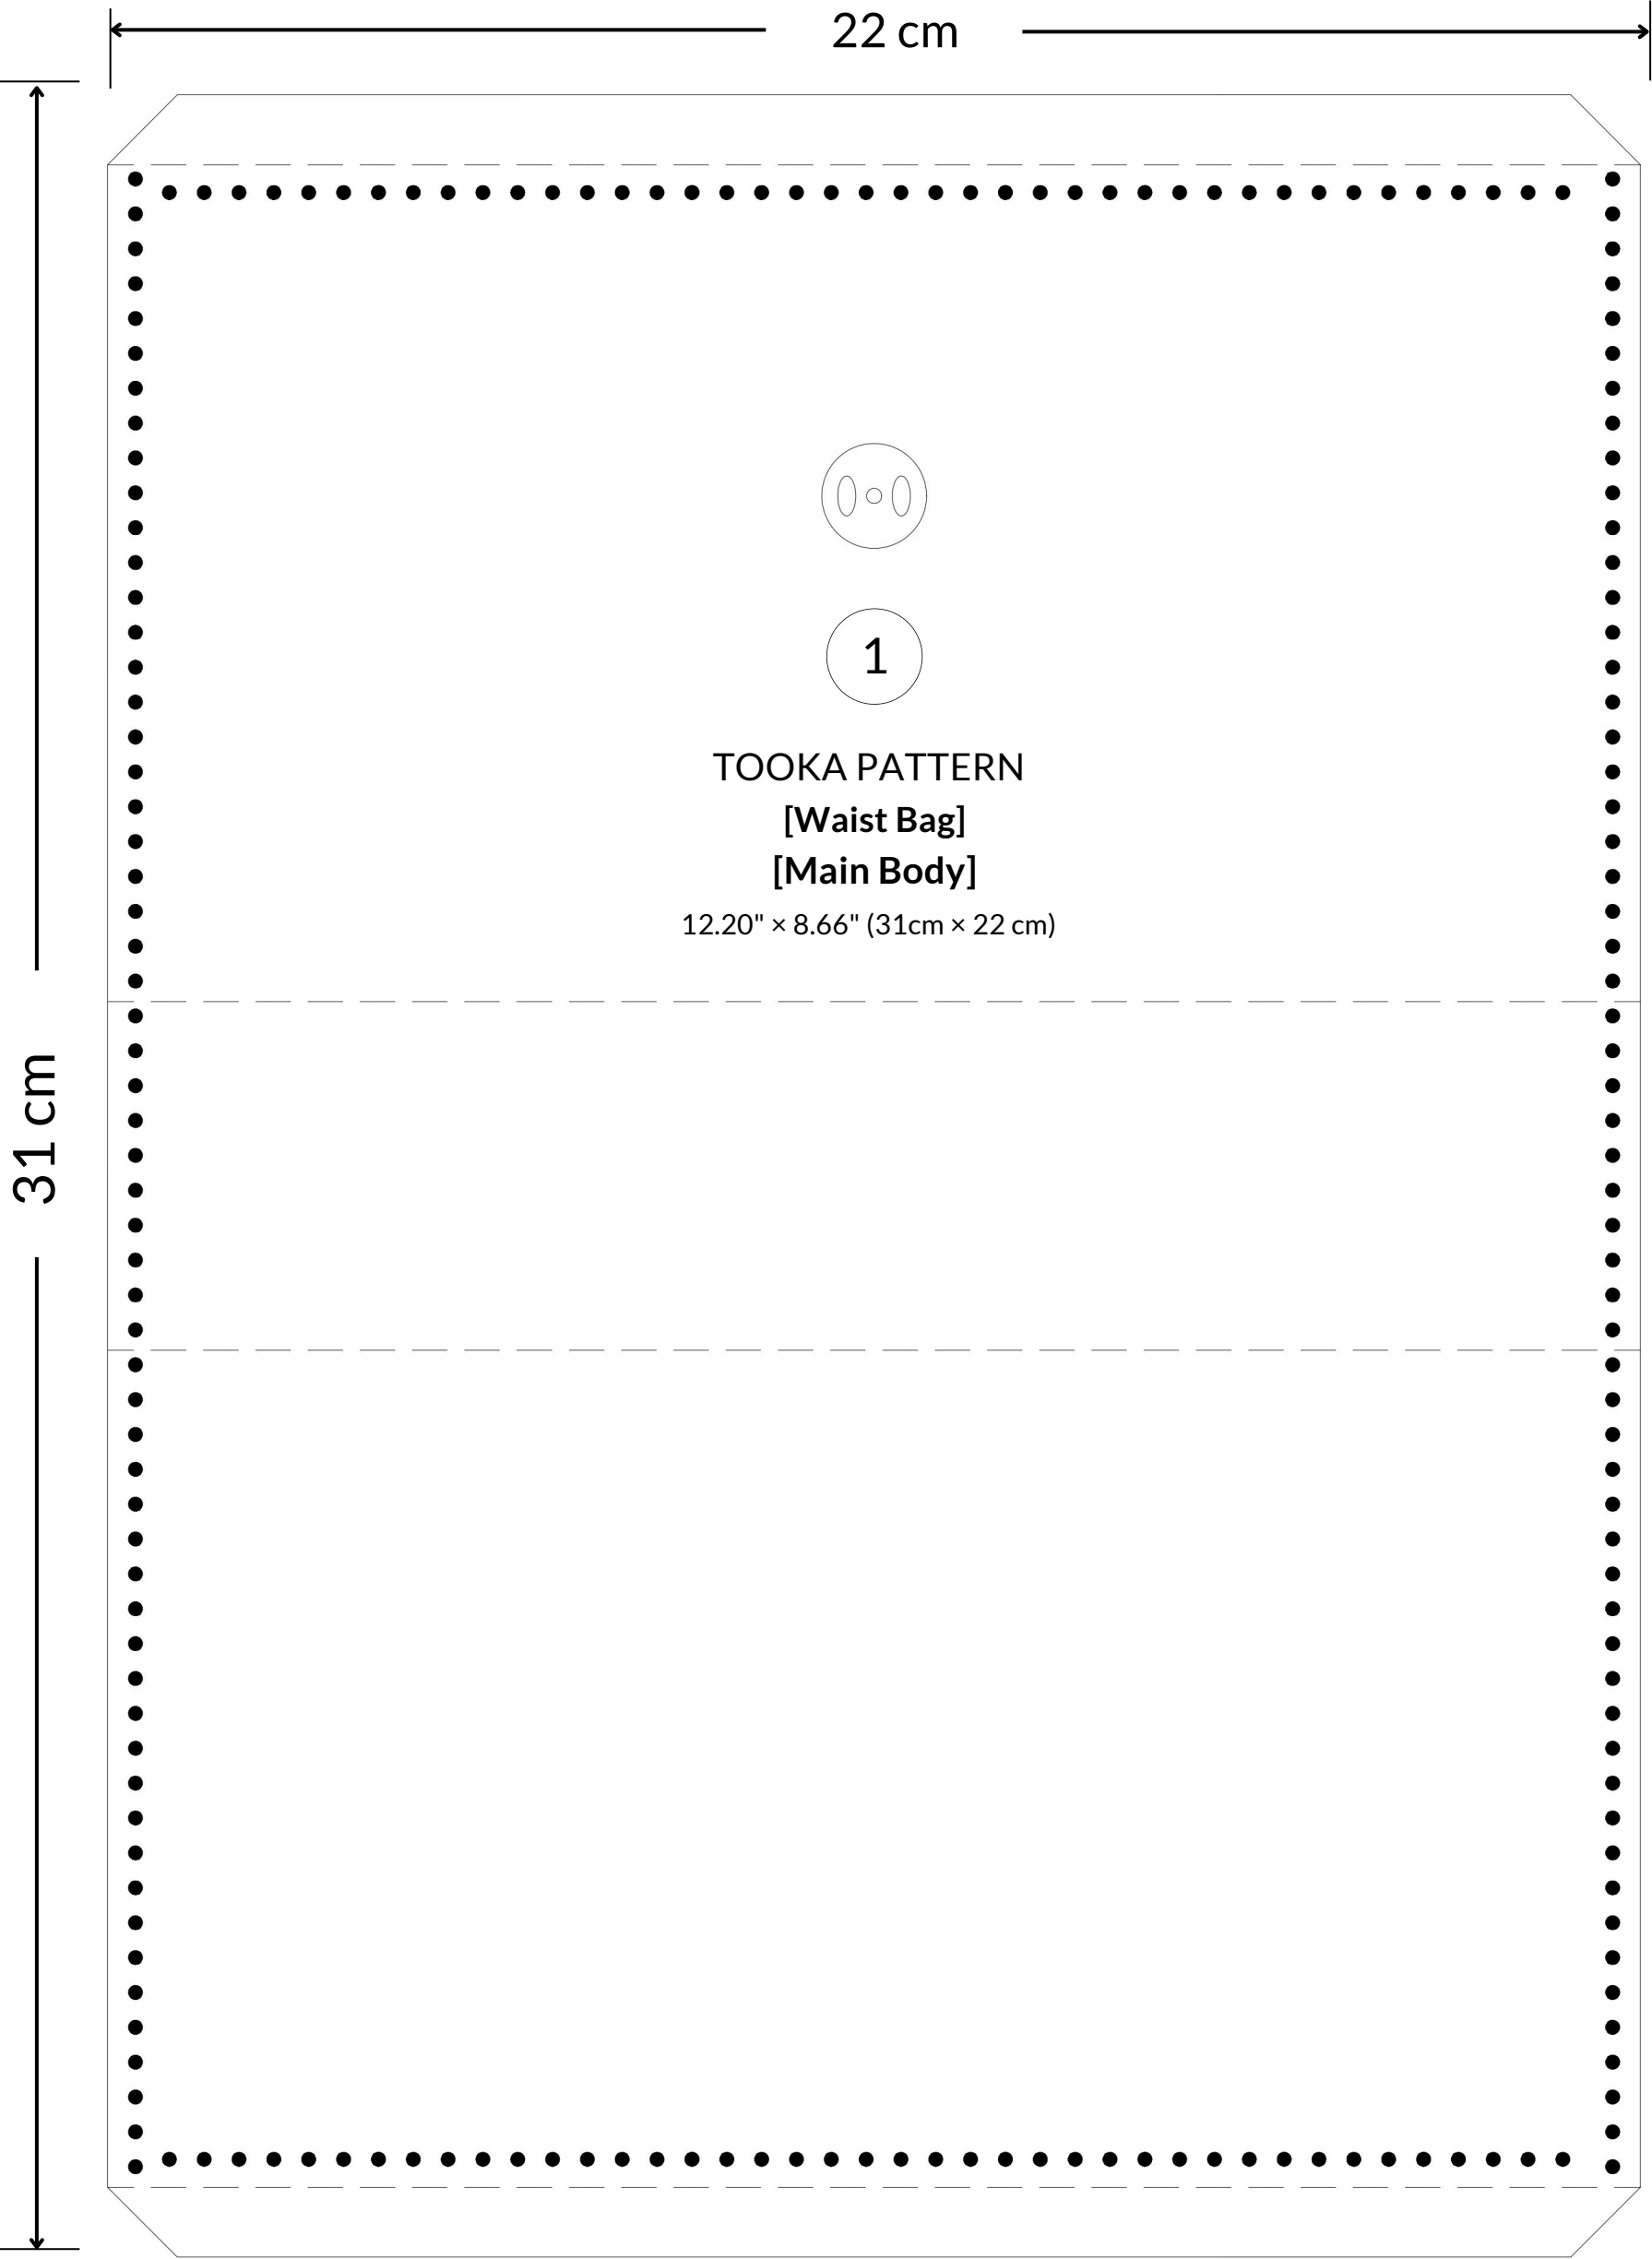 22 cm
31 cm
1
TOOKA PATTERN
[Waist Bag]
[Main Body]
12.20" × 8.66" (31cm × 22 cm)